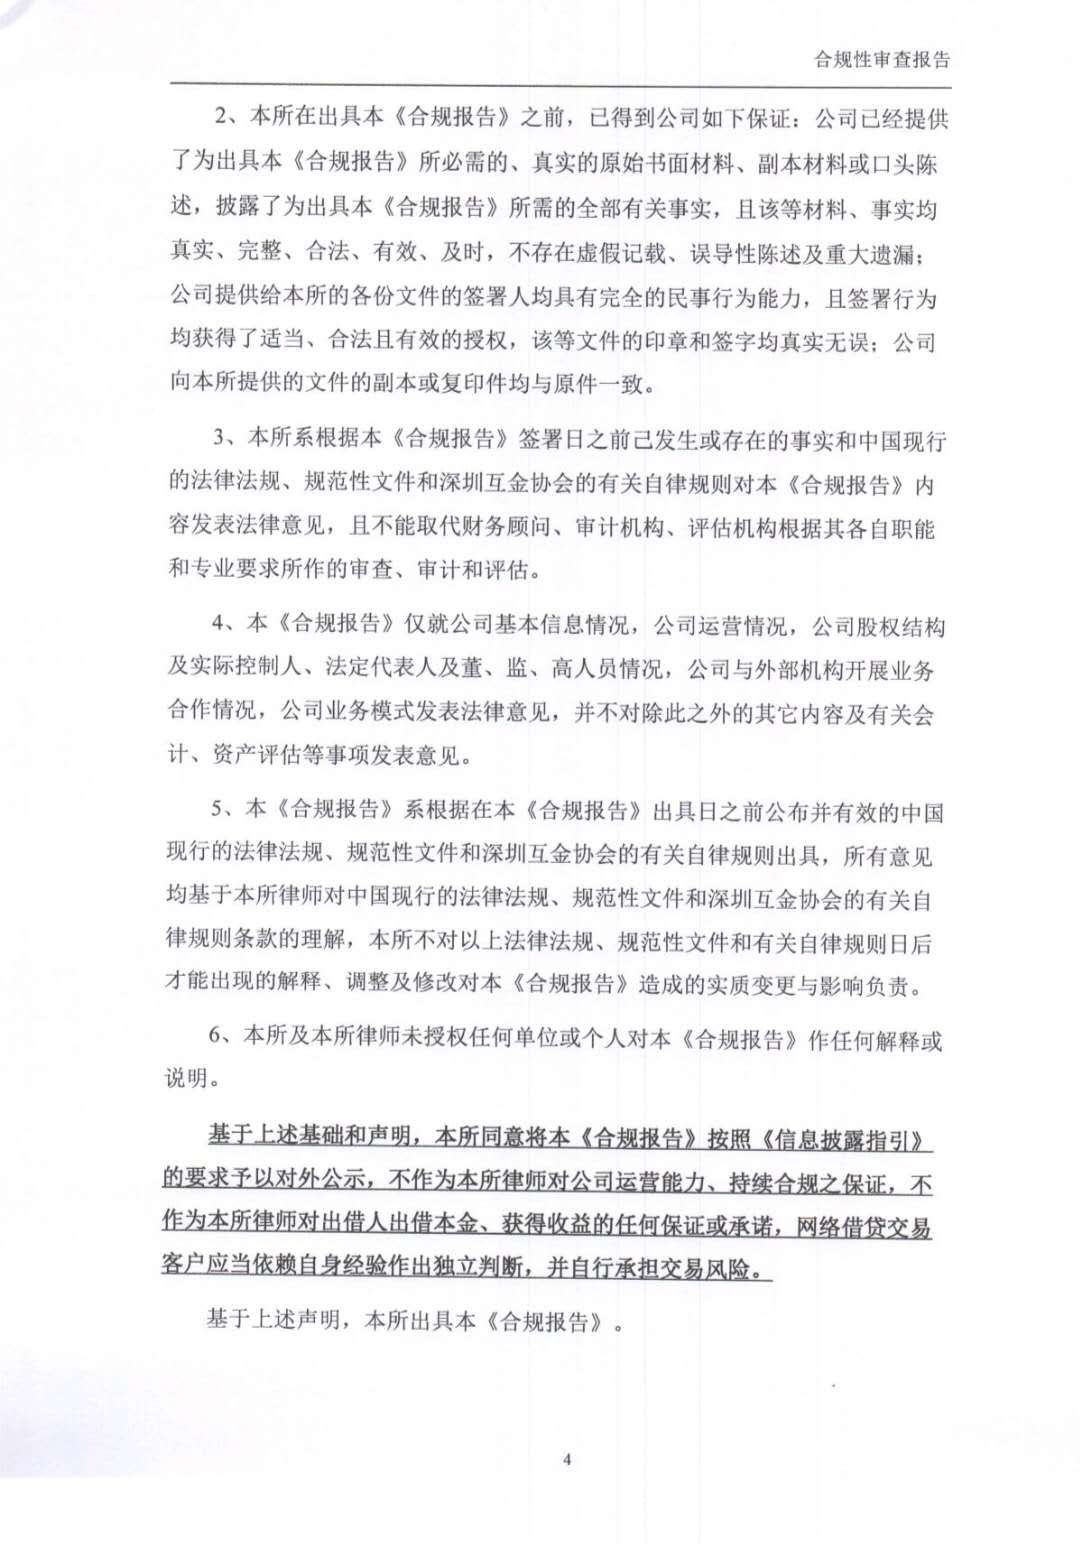 合规性审查报告
2、本所在出具本《合规报告》之前，已得到公司如下保证：公司已经提供
了为出具本《合规报告》所必需的、真实的原始书面材料、副本材料或口头陈
述，披露了为出具本《合规报告》所需的全部有关事实，且该等材料、事实均
真实、完整、合法、有效、及时，不存在虚假记载、误导性陈述及重大遗漏；
公司提供给本所的各份文件的签署人均具有完全的民事行为能力，且签署行为
均获得了适当、合法且有效的授权，该等文件的印章和签字均真实无误；公司
向本所提供的文件的副本或复印件均与原件一致。
3、本所系根据本《合规报告》签署日之前己发生或存在的事实和中国现行
的法律法规、规范性文件和深圳互金协会的有关自律规则对本《合规报告》内
容发表法律意见，且不能取代财务顾问、审计机构、评估机构根据其各自职能
和专业要求所作的审查、审计和评估。
4、本《合规报告》仅就公司基本信息情况，公司运营情况，公司股权结构
及实际控制人、法定代表人及董、监、高人员情况，公司与外部机构开展业务
合作情况，公司业务模式发表法律意见，并不对除此之外的其它内容及有关会
计、资产评估等事项发表意见。
5、本《合规报告》系根据在本《合规报告》出具日之前公布并有效的中国
现行的法律法规、规范性文件和深圳互金协会的有关自律规则出具，所有意见
均基于本所律师对中国现行的法律法规、规范性文件和深圳互金协会的有关自
律规则条款的理解，本所不对以上法律法规、规范性文件和有关自律规则日后
才能出现的解释、调整及修改对本《合规报告》造成的实质变更与影响负责。
6、本所及本所律师未授权任何单位或个人对本《合规报告》作任何解释或
说明。
基于上述基础和声明，本所同意将本《合规报告》按照《信息披露指引》
的要求予以对外公示，不作为本所律师对公司运营能力、持续合规之保证，不
作为本所律师对出借人出借本金、获得收益的任何保证或承诺，网络借贷交易
客户应当依赖自身经验作出独立判断，并自行承担交易风险。
基于上述声明，本所出具本《合规报告》。
4